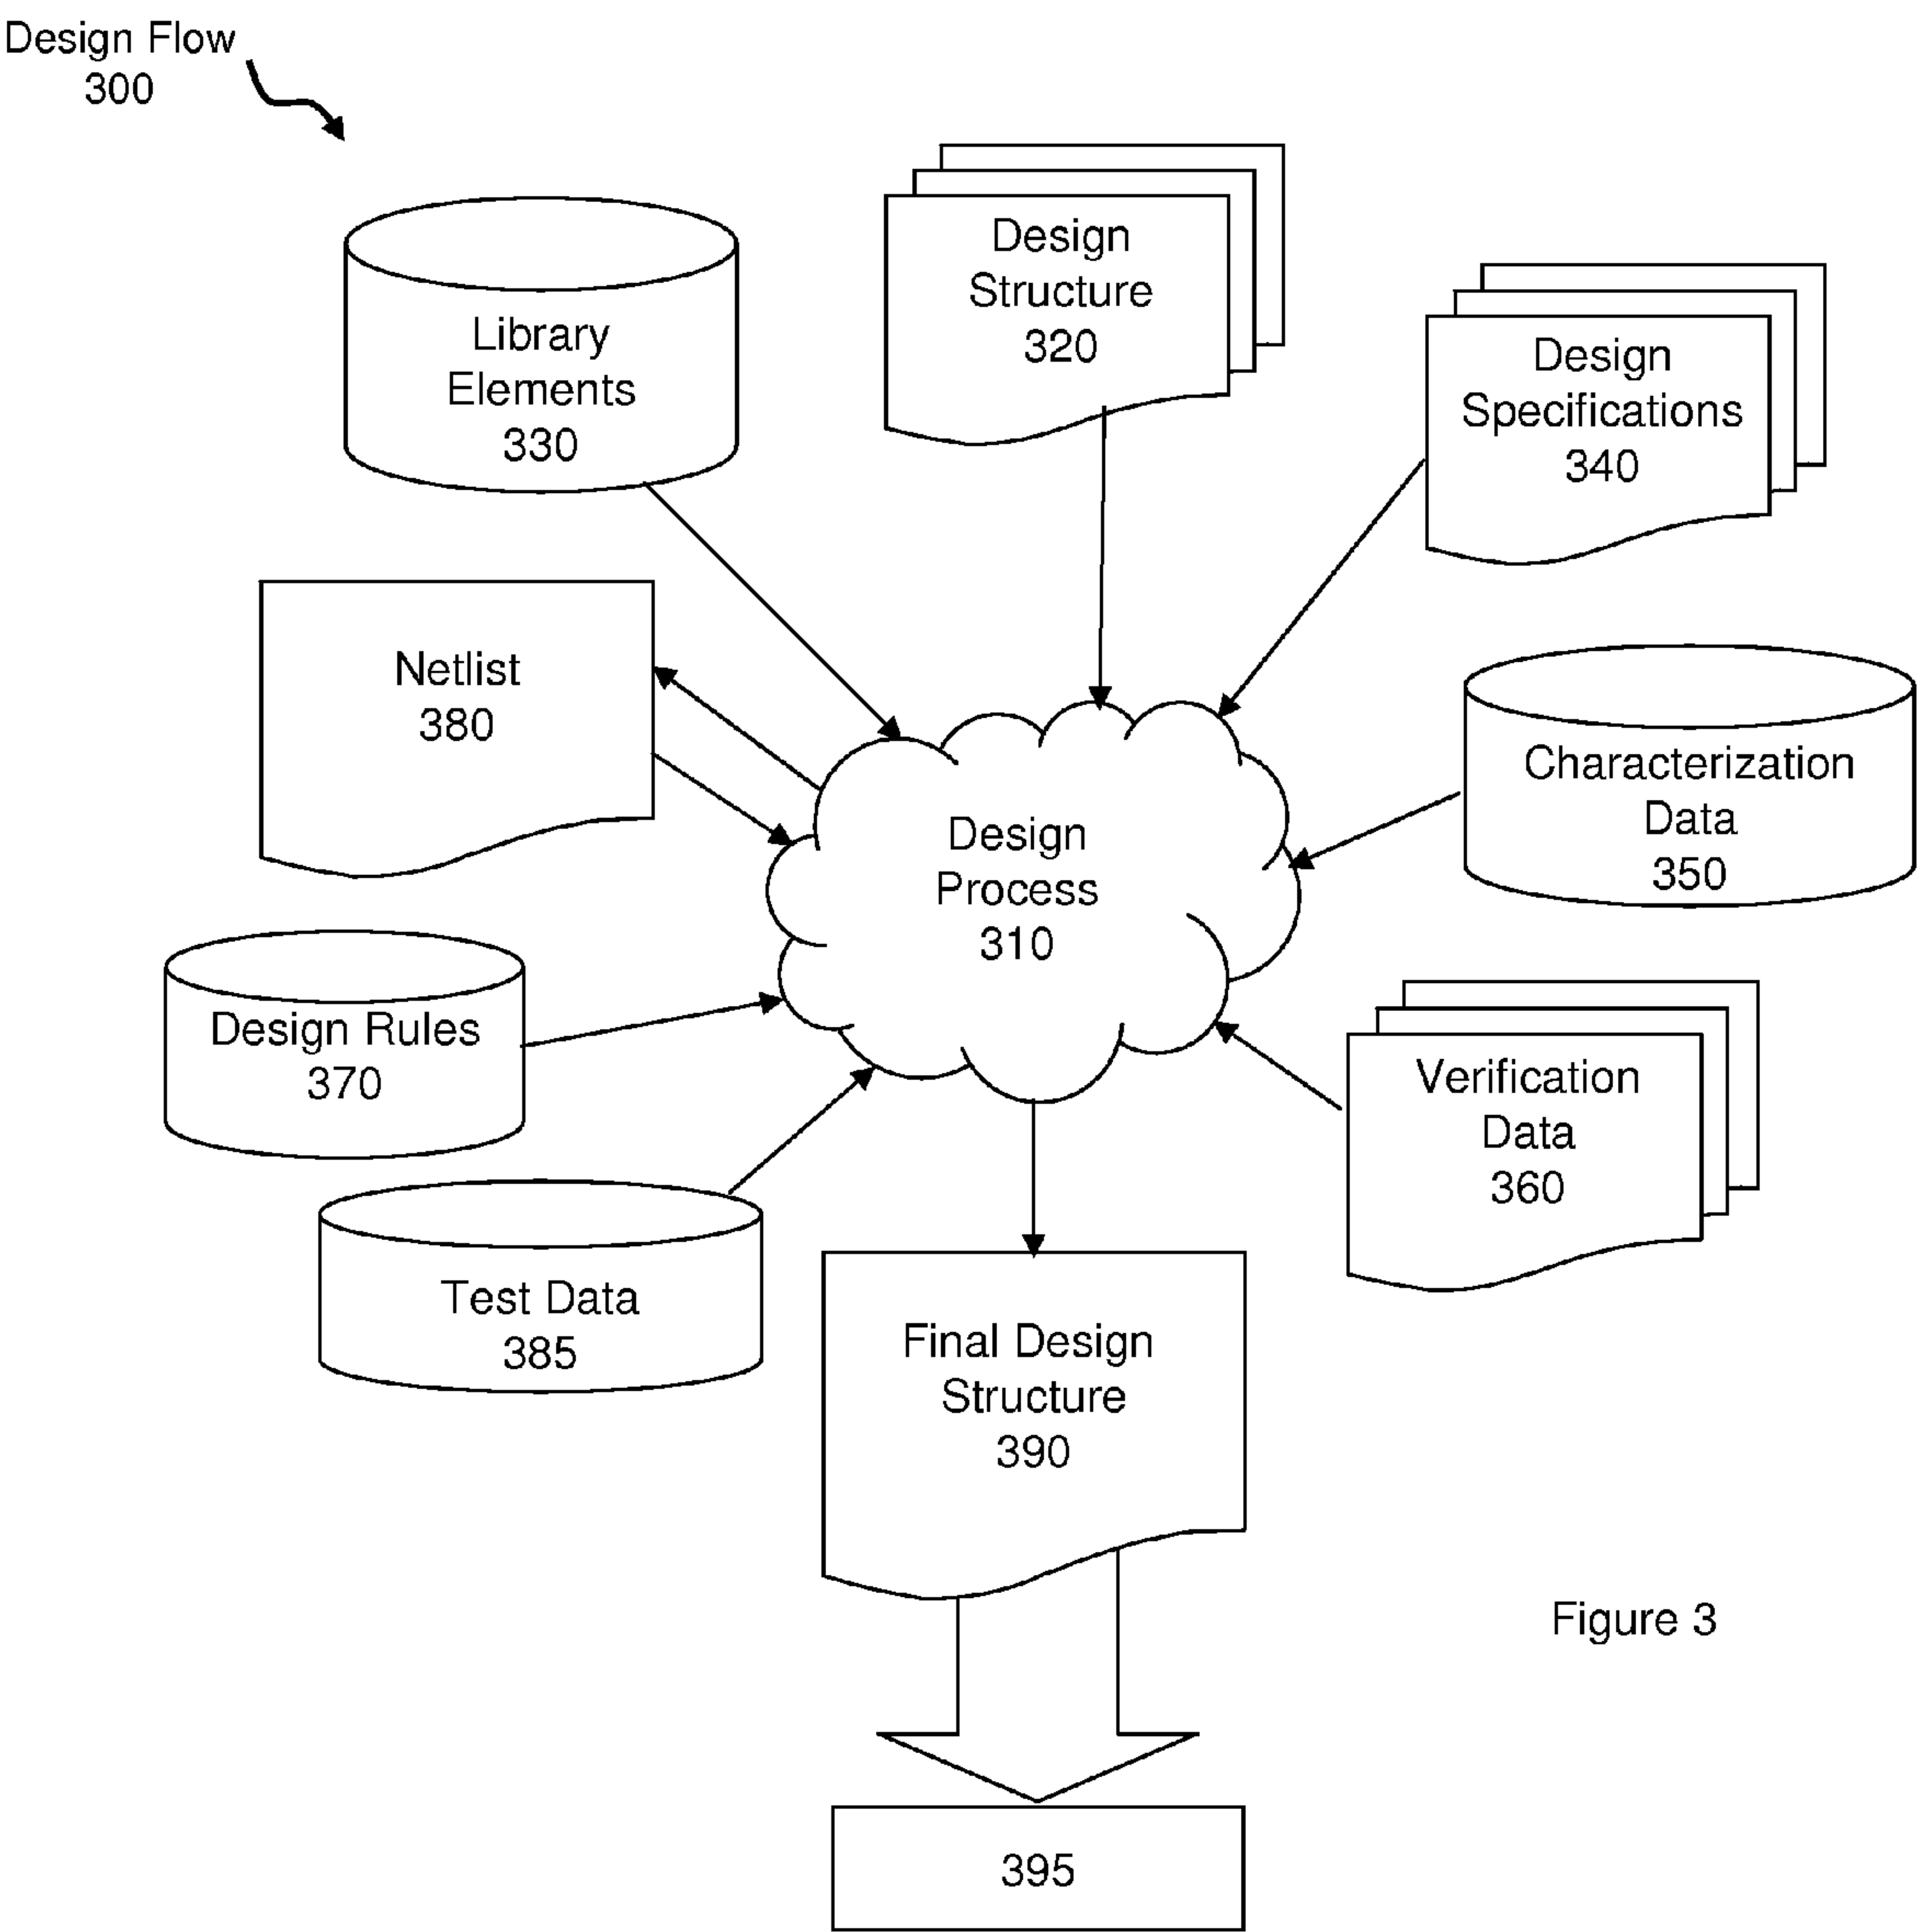 Design Flow
300
Design
Structure
320
Library
Elements
330
Design
Specifications
340
Netlist
380
Characterization
Data
350
Design
Process
310
Design Rules
370
Verification
Data
360
Test Data
385
Final Design
Structure
390
Figure 3
395